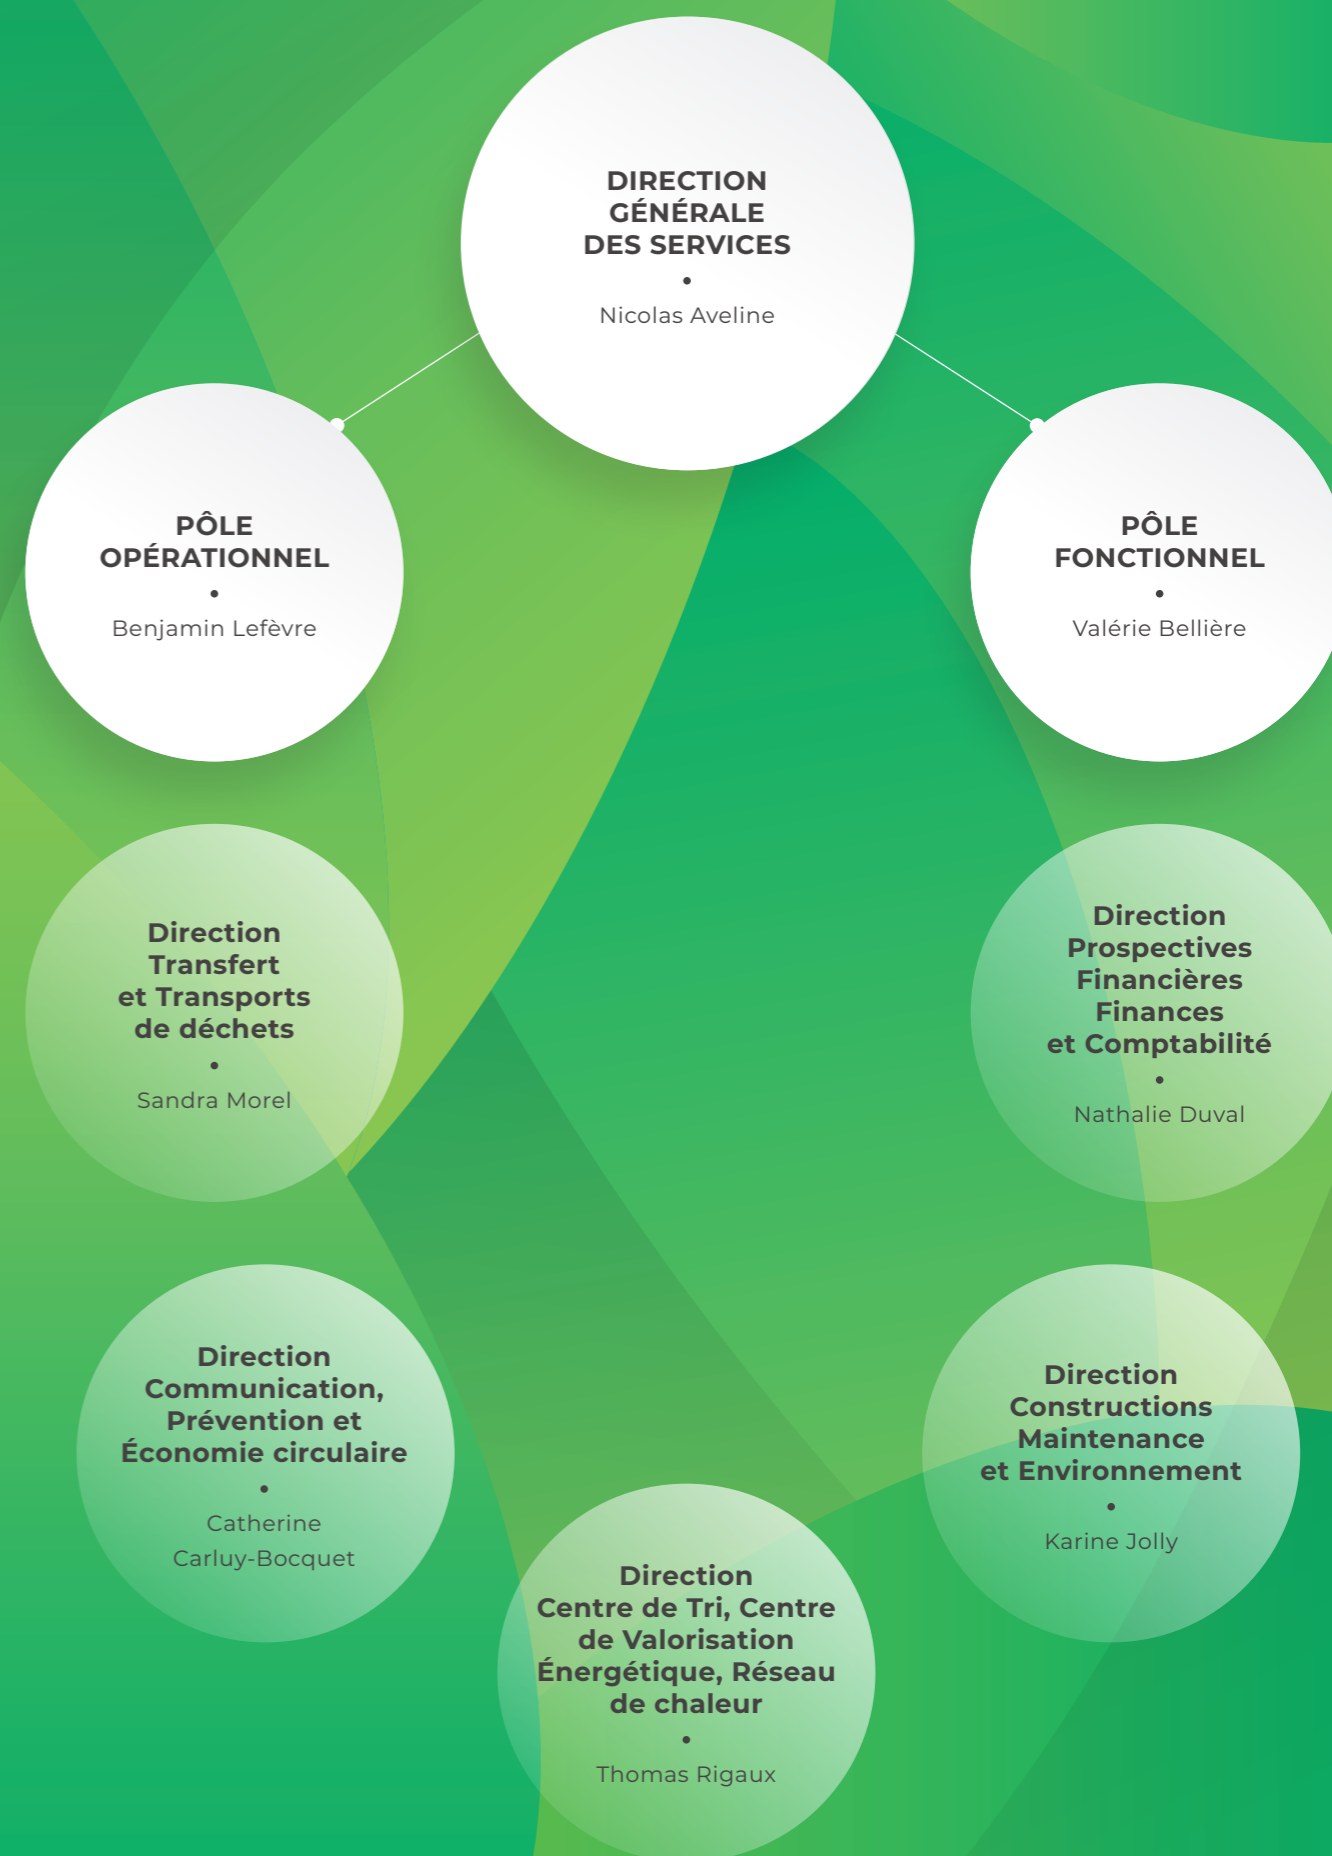 DIRECTION
GÉNÉRALE
DES SERVICES
•
Nicolas Aveline
PÔLE
OPÉRATIONNEL
•
Benjamin Lefèvre
PÔLE
FONCTIONNEL
•
Valérie Bellière
Direction
Transfert
et Transports
de déchets
•
Sandra Morel
Direction
Prospectives
Financières
Finances
et Comptabilité
•
Nathalie Duval
Direction
Communication,
Prévention et
Économie circulaire
•
Catherine
Carluy-Bocquet
Direction
Constructions
Maintenance
et Environnement
•
Karine Jolly
Direction
Centre de Tri, Centre
de Valorisation
Énergétique, Réseau
de chaleur
•
Thomas Rigaux